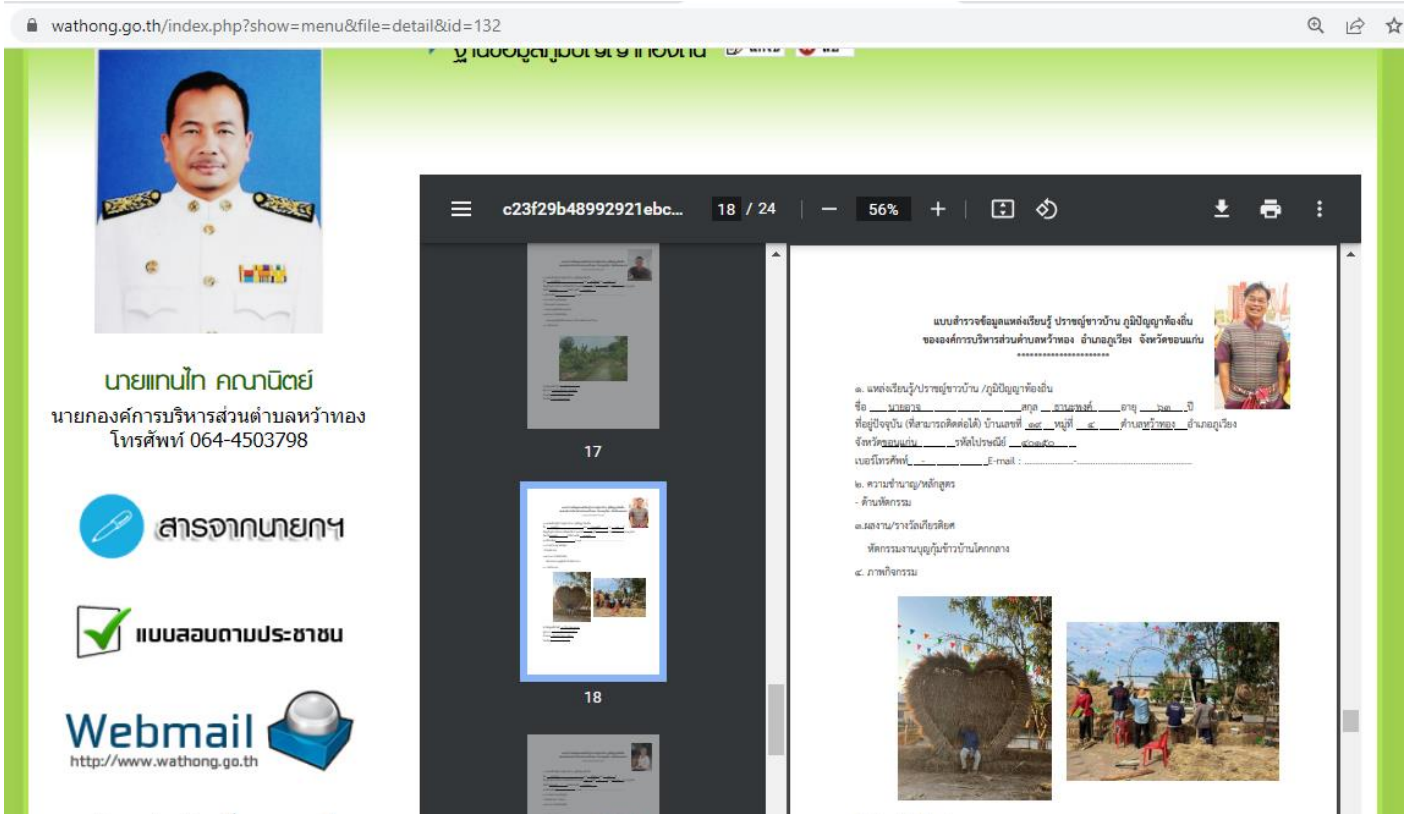 wathong.go.th/index.php?show=menu&file=detail&id=132
นายแทนไท คณานิตย์
นายกองค์การบริหารส่วนตำบลหว้าทอง
โทรศัพท์ 064-4503798
สารจากนายกฯ
แบบสอบถามประชาชน
Webmail
http://www.wathong.go.th
c23f29b48992921ebc... 18 / 24 56%
17
18
แบบสำรวจข้อมูลแหล่งเรียนรู้ ปราชญ์ชาวบ้าน ภูมิปัญญาท้องถิ่น
ขององค์การบริหารส่วนตำบลหว้าทอง อำเภอภูเวียง จังหวัดขอนแก่น
**********************
๑. แหล่งเรียนรู้/ปราชญ์ชาวบ้าน /ภูมิปัญญาท้องถิ่น
ชื่อ นายอาจ สกุล ฐานะพงศ์ อายุ ๖๓ ปี
ที่อยู่ปัจจุบัน (ที่สามารถติดต่อได้) บ้านเลขที่ ๑๙ หมู่ที่ ๔ ตำบลหว้าทอง อำเภอภูเวียง
จังหวัดขอนแก่น รหัสไปรษณีย์ ๔๐๑๕๐
เบอร์โทรศัพท์ - E-mail : -
๒. ความชำนาญ/หลักสูตร
- ด้านหัตกรรม
๓.ผลงาน/รางวัลเกียรติยศ
หัตกรรมงานบุญกุ้มข้าวบ้านโคกกลาง
๔. ภาพกิจกรรม